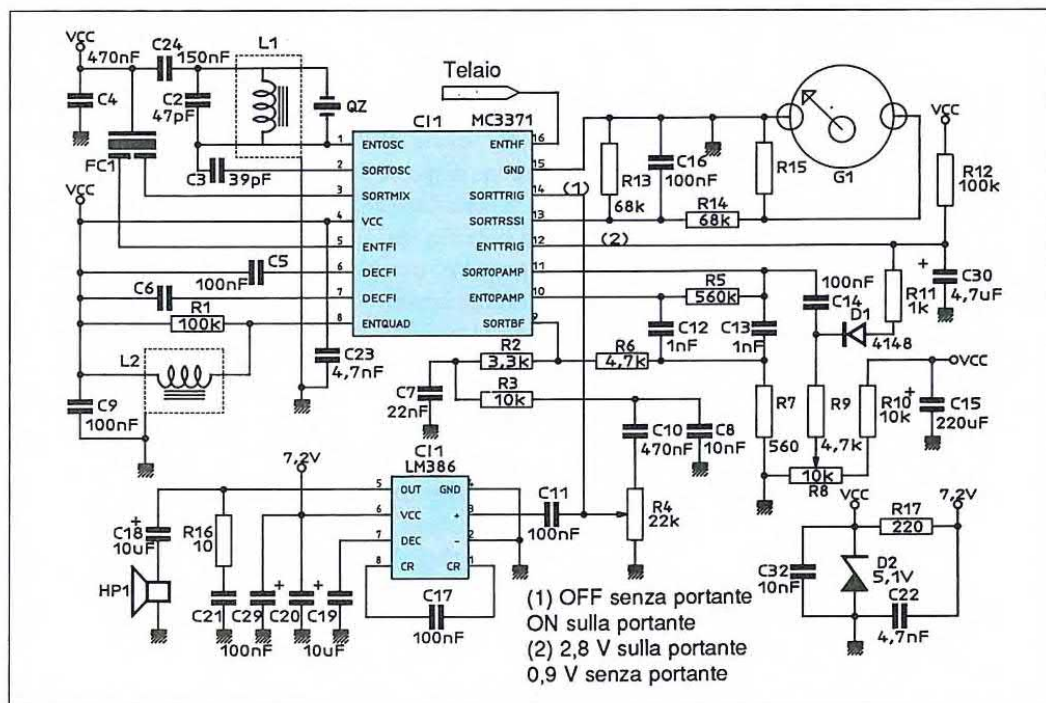 VCC
470nF
C24
150nF
C4
C2
47pF
L1
QZ
FC1
C3
39pF
Telaio
CI1
MC3371
1
ENTOSC
2
SORTOSC
3
SORTMIX
4
VCC
5
ENTFI
6
DECFI
7
DECFI
8
ENTQUAD
16
ENTHF
15
GND
14
SORTTRIG
13
SORTRSSI
12
ENTTRIG
11
SORTOPAMP
10
ENTOPAMP
9
SORTBF
(1)
(2)
VCC
C5
100nF
C6
R1
100k
L2
C9
100nF
C23
4,7nF
R13
68k
C16
100nF
R14
68k
R15
G1
VCC
R12
100k
+
C30
4,7uF
R11
1k
100nF
C14
D1
4148
R5
560k
C12
1nF
C13
1nF
R2
3,3k
R6
4,7k
R3
10k
C7
22nF
C10
470nF
C8
10nF
R7
560
R9
4,7k
R10
10k
10k
R8
VCC
+
C15
220uF
R4
22k
C11
100nF
CI1
LM386
7,2V
5
OUT
6
VCC
7
DEC
8
CR
GND
4
+
3
-
2
CR
1
+
C18
10uF
HP1
R16
10
C21
100nF
C29
+
C20
+
C19
10uF
C17
100nF
VCC
7,2V
R17
220
C32
10nF
D2
5,1V
C22
4,7nF
(1) OFF senza portante
ON sulla portante
(2) 2,8 V sulla portante
0,9 V senza portante